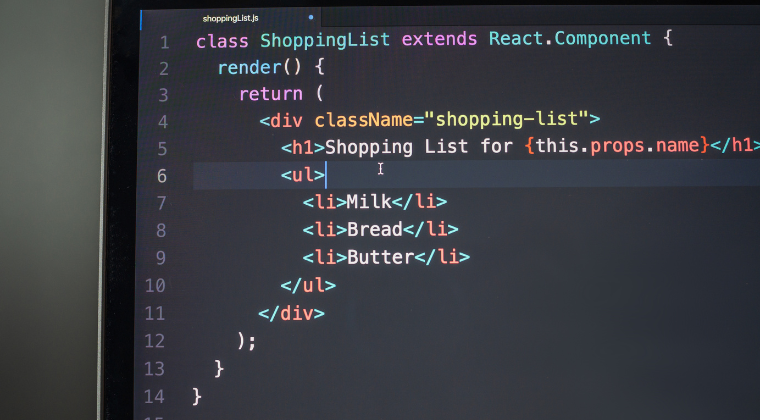 shoppingList.js
1 class ShoppingList extends React.Component {
2 render() {
3 return (
4 <div className="shopping-list">
5 <h1>Shopping List for {this.props.name}</h1>
6 <ul>
7 <li>Milk</li>
8 <li>Bread</li>
9 <li>Butter</li>
10 </ul>
11 </div>
12 );
13 }
14 }